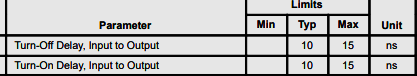 Limits
Parameter Min Typ Max Unit
Turn-Off Delay, Input to Output 10 15 ns
Turn-On Delay, Input to Output 10 15 ns